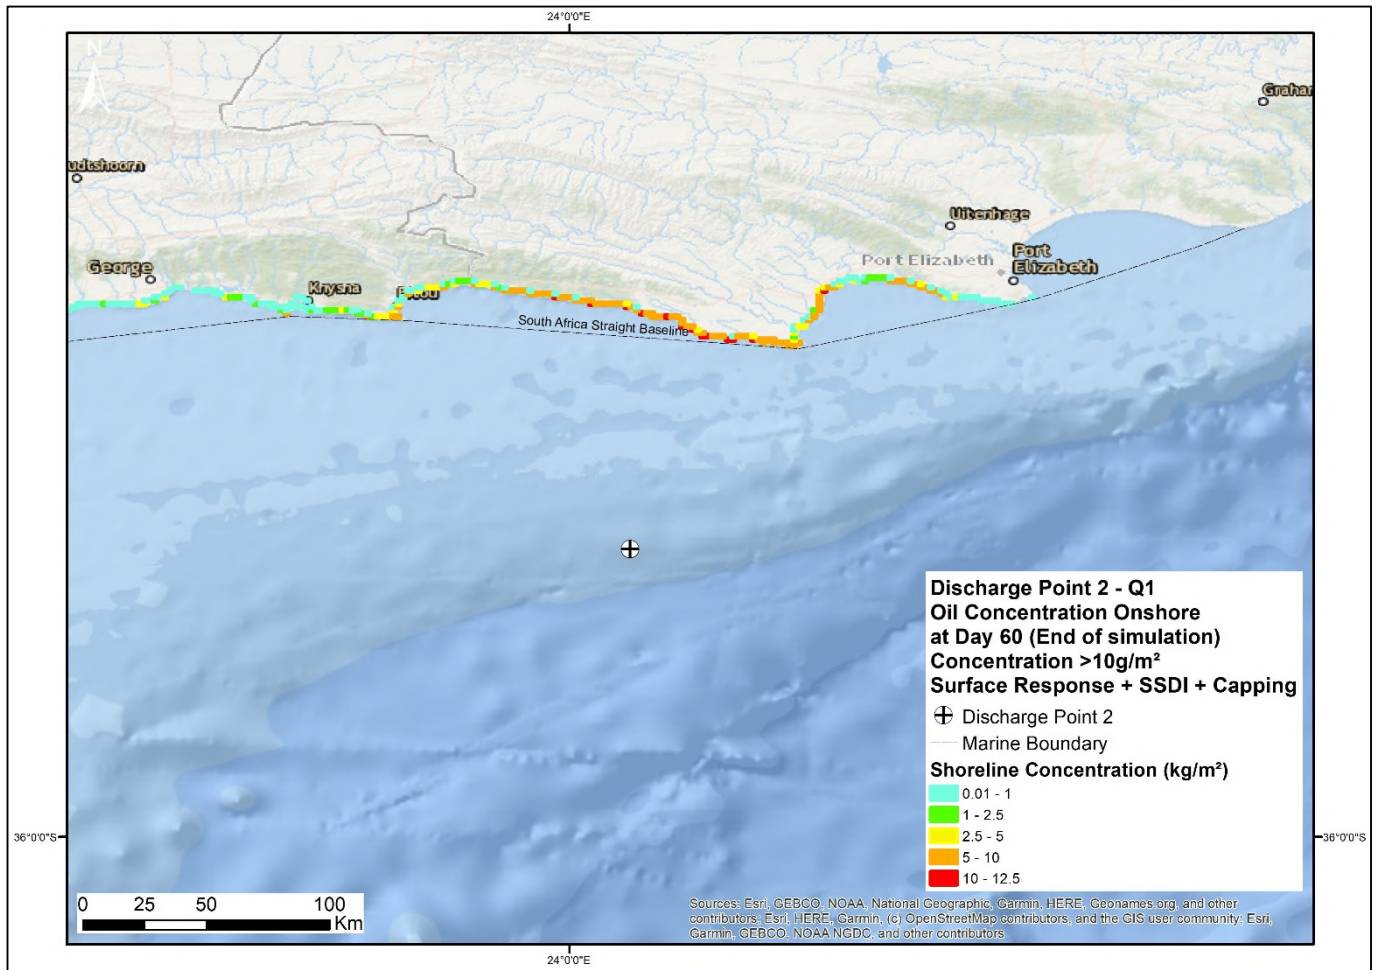 24°0'0"E
N
Graham
udtshoorn
Uitenhage
Port
Elizabeth
Port Elizabeth
George
Knysna
South Africa Straight Baseline
Discharge Point 2 - Q1
Oil Concentration Onshore
at Day 60 (End of simulation)
Concentration >10g/m²
Surface Response + SSDI + Capping
Discharge Point 2
Marine Boundary
Shoreline Concentration (kg/m²)
0.01 - 1
1 - 2.5
2.5 - 5
5 - 10
10 - 12.5
36°0'0"S
36°0'0"S
0 25 50 100
Km
Sources: Esri, GEBCO, NOAA, National Geographic, Garmin, HERE, Geonames.org, and other
contributors; Esri, HERE, Garmin, (c) OpenStreetMap contributors, and the GIS user community; Esri,
Garmin, GEBCO, NOAA NGDC, and other contributors
24°0'0"E